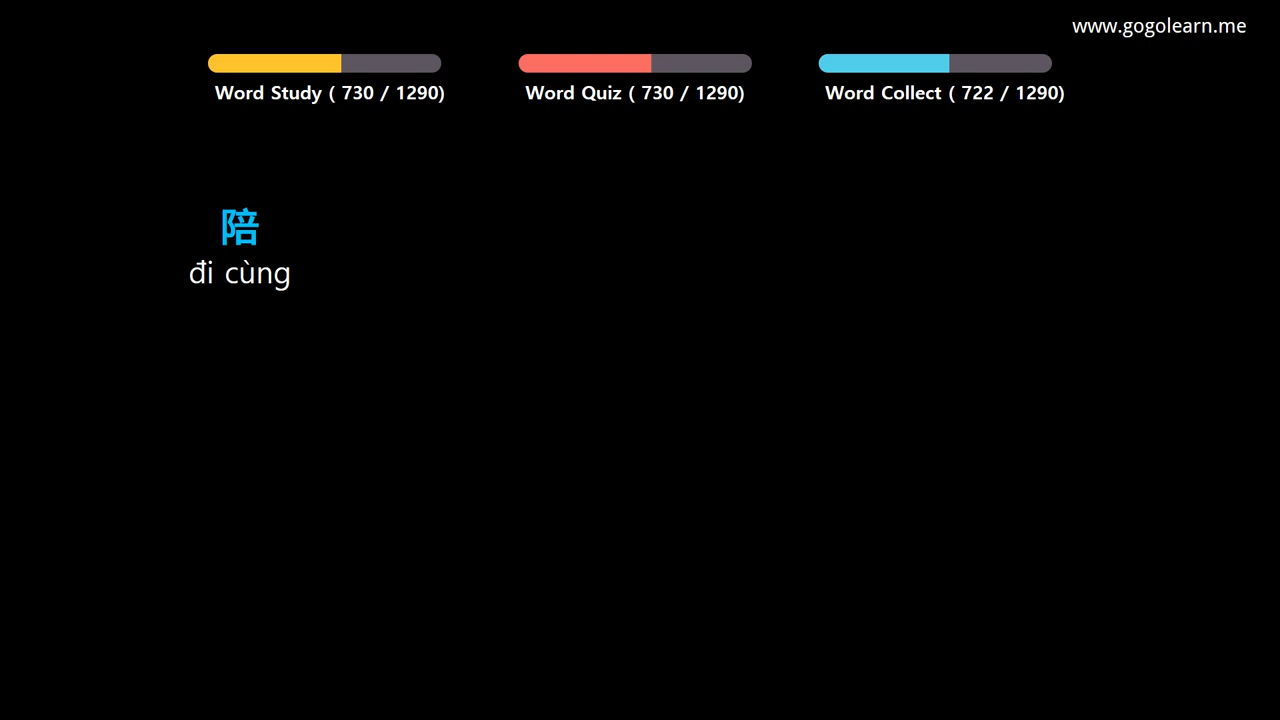 www.gogolearn.me
Word Study ( 730 / 1290)
Word Quiz ( 730 / 1290)
Word Collect ( 722 / 1290)
陪
đi cùng